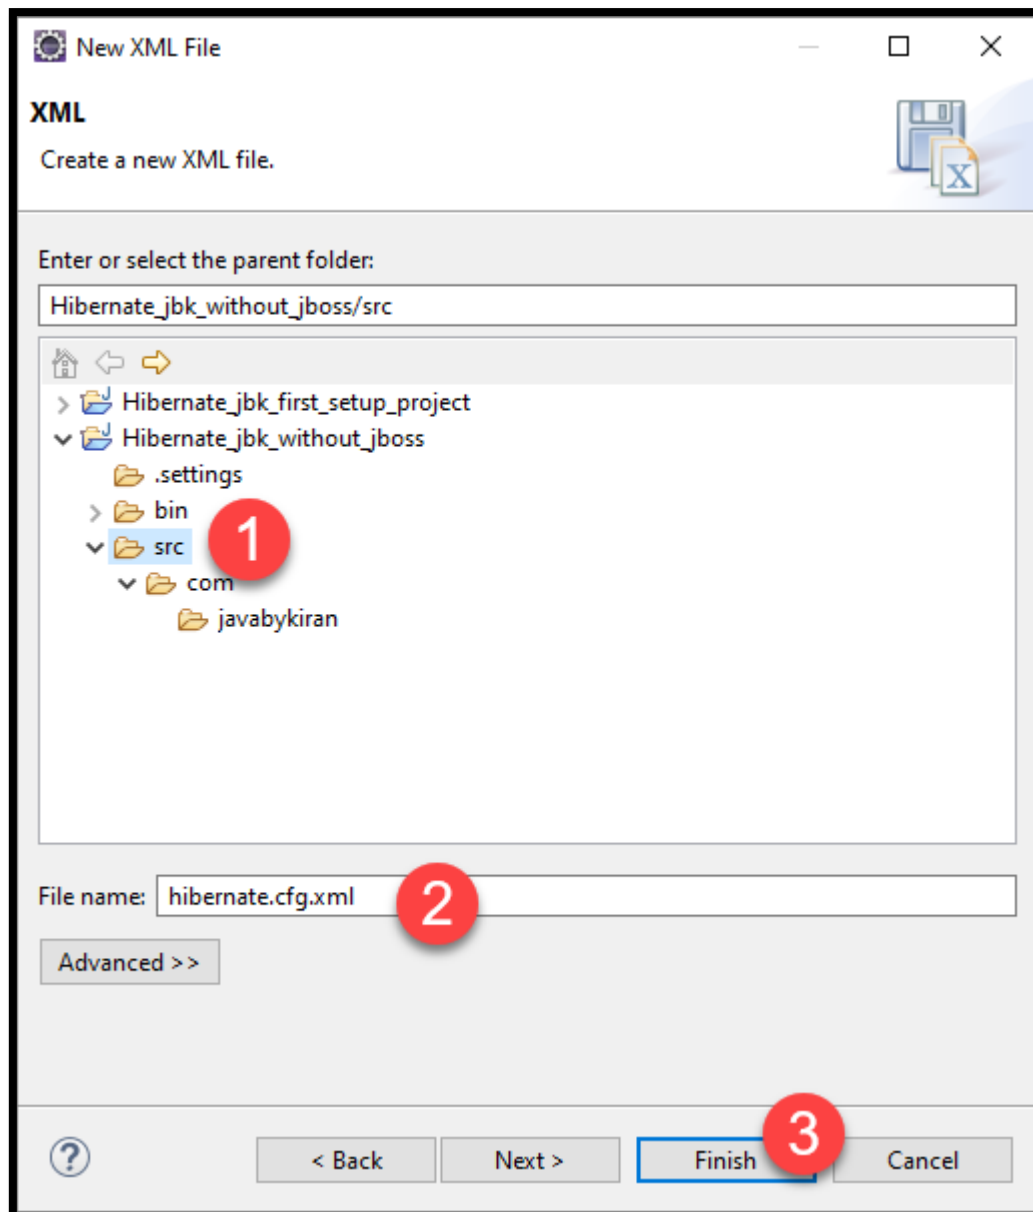 New XML File
XML
Create a new XML file.
X
Enter or select the parent folder:
Hibernate_jbk_without_jboss/src
Hibernate_jbk_first_setup_project
Hibernate_jbk_without_jboss
.settings
bin
src 1
com
javabykiran
File name: hibernate.cfg.xml 2
Advanced >>
? < Back Next > Finish 3 Cancel